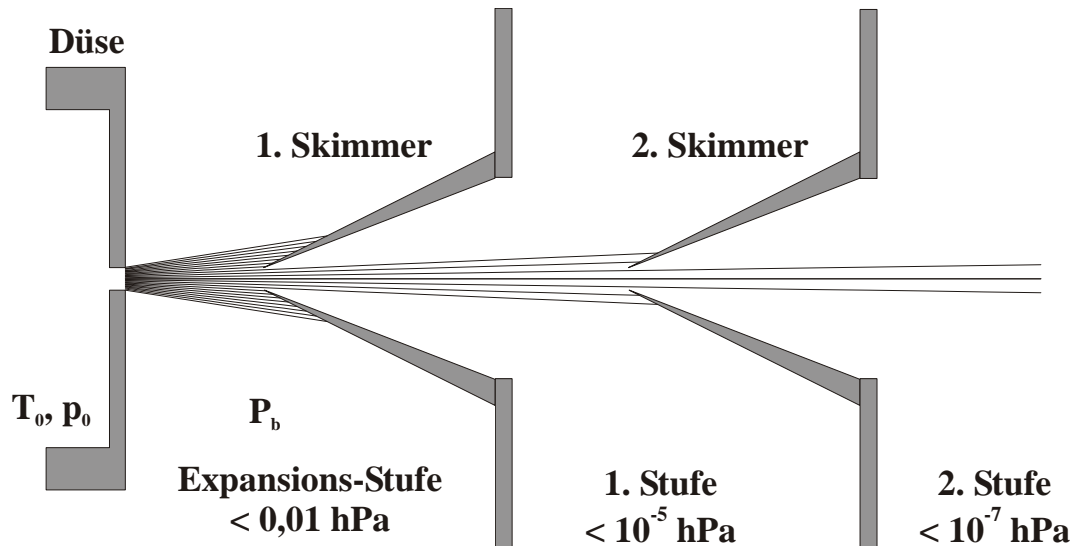 Düse
1. Skimmer
2. Skimmer
T₀, p₀
P_b
Expansions-Stufe
< 0,01 hPa
1. Stufe
< 10⁻⁵ hPa
2. Stufe
< 10⁻⁷ hPa